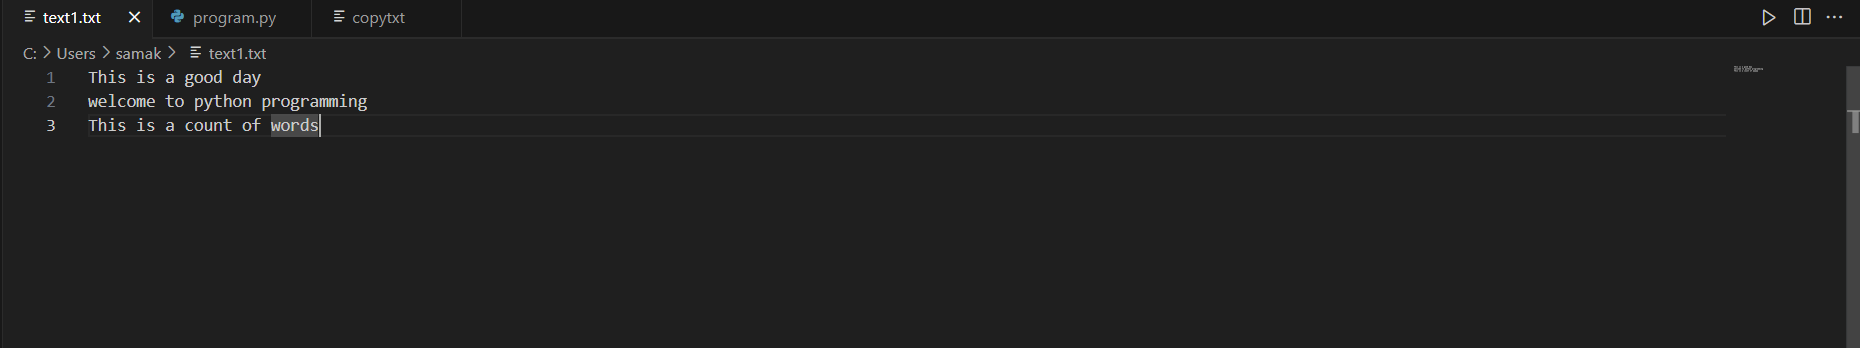 text1.txt program.py copytxt
C: Users samak text1.txt
1 This is a good day
2 welcome to python programming
3 This is a count of words